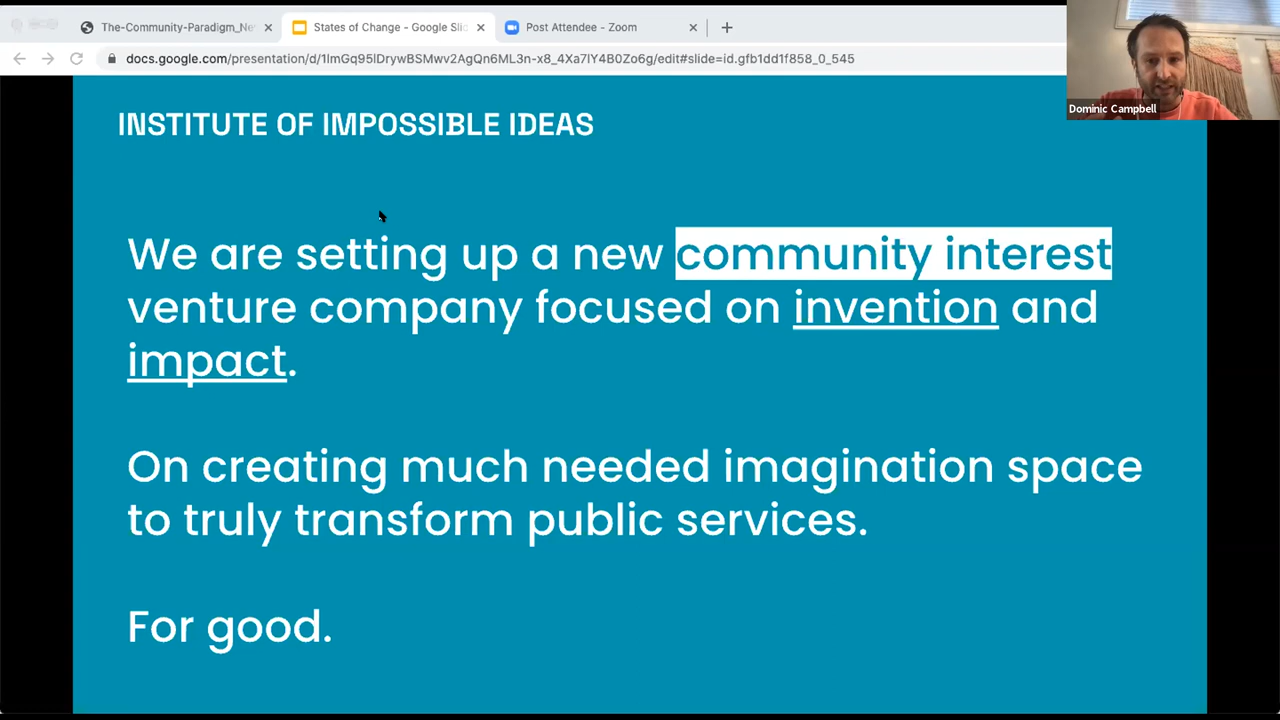 The-Community-Paradigm_Ne
States of Change - Google Slic
Post Attendee - Zoom
docs.google.com/presentation/d/1lmGq95lDrywBSMwv2AgQn6ML3n-x8_4Xa7lY4B0Zo6g/edit#slide=id.gfb1dd1f858_0_545
Dominic Campbell
INSTITUTE OF IMPOSSIBLE IDEAS
We are setting up a new community interest
venture company focused on invention and
impact.
On creating much needed imagination space
to truly transform public services.
For good.